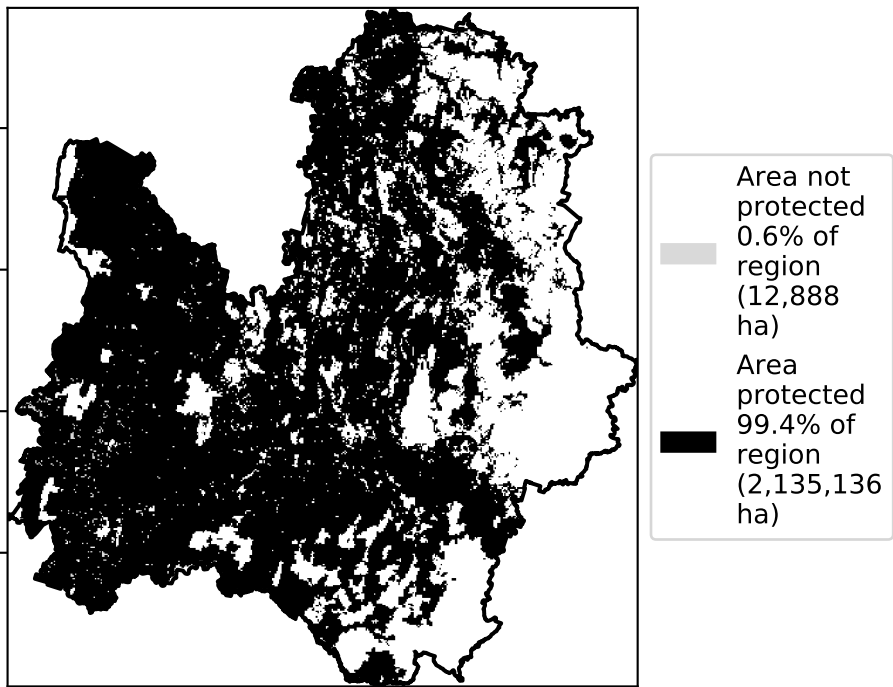 Area not
protected
0.6% of
region
(12,888
ha)
Area
protected
99.4% of
region
(2,135,136
ha)